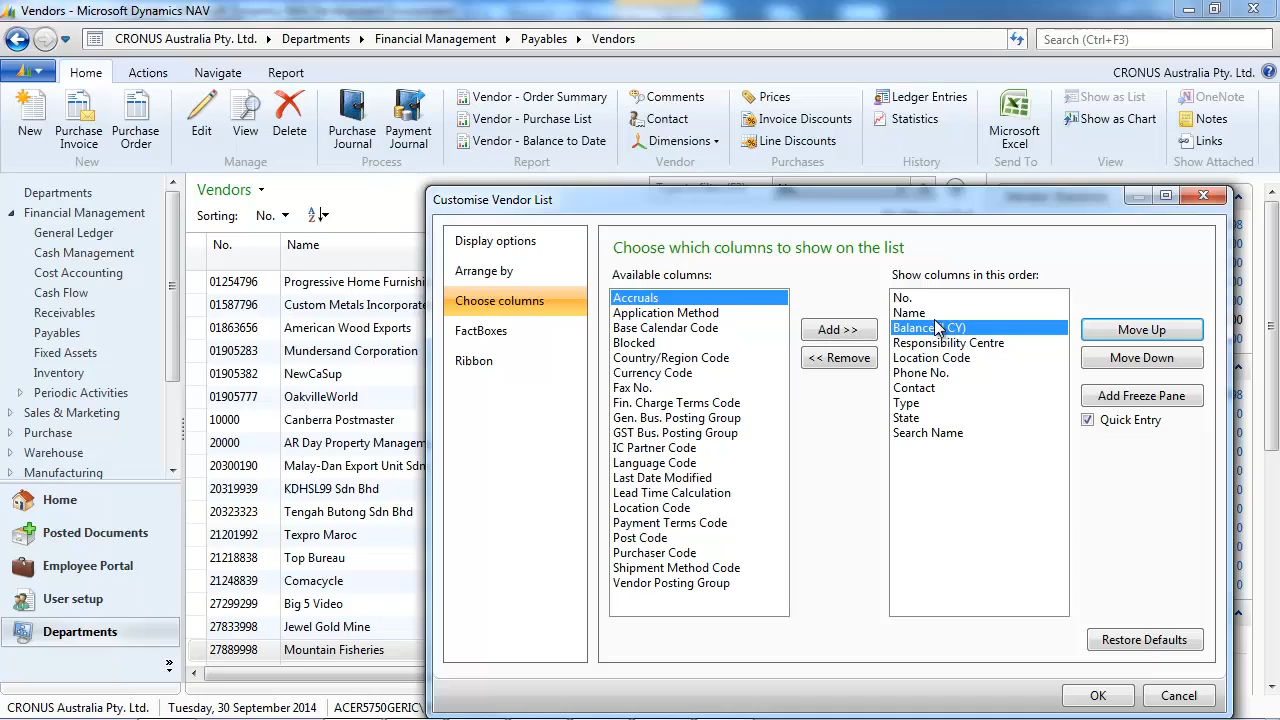 Vendors - Microsoft Dynamics NAV
CRONUS Australia Pty. Ltd. Departments Financial Management Payables Vendors
Search (Ctrl+F3)
Home Actions Navigate Report
CRONUS Australia Pty. Ltd.
New
Purchase Invoice
Purchase Order
New
Edit
View
Delete
Manage
Purchase Journal
Payment Journal
Process
Vendor - Order Summary
Vendor - Purchase List
Vendor - Balance to Date
Report
Comments
Contact
Dimensions
Vendor
Prices
Invoice Discounts
Line Discounts
Purchases
Ledger Entries
Statistics
History
Microsoft Excel
Send To
Show as List
Show as Chart
View
OneNote
Notes
Links
Show Attached
Departments
Financial Management
General Ledger
Cash Management
Cost Accounting
Cash Flow
Receivables
Payables
Fixed Assets
Inventory
Periodic Activities
Sales & Marketing
Purchase
Warehouse
Manufacturing
Home
Posted Documents
Employee Portal
User setup
Departments
Vendors
Sorting: No.
No. Name
01254796 Progressive Home Furnishi
01587796 Custom Metals Incorporate
01863656 American Wood Exports
01905283 Mundersand Corporation
01905382 NewCaSup
01905777 OakvilleWorld
10000 Canberra Postmaster
20000 AR Day Property Managem
20300190 Malay-Dan Export Unit Sdn
20319939 KDHSL99 Sdn Bhd
20323323 Tengah Butong Sdn Bhd
21201992 Texpro Maroc
21218838 Top Bureau
21248839 Comacycle
27299299 Big 5 Video
27833998 Jewel Gold Mine
27889998 Mountain Fisheries
Customise Vendor List
Display options
Arrange by
Choose columns
FactBoxes
Ribbon
Choose which columns to show on the list
Available columns:
Accruals
Application Method
Base Calendar Code
Blocked
Country/Region Code
Currency Code
Fax No.
Fin. Charge Terms Code
Gen. Bus. Posting Group
GST Bus. Posting Group
IC Partner Code
Language Code
Last Date Modified
Lead Time Calculation
Location Code
Payment Terms Code
Post Code
Purchaser Code
Shipment Method Code
Vendor Posting Group
Add >>
<< Remove
Show columns in this order:
No.
Name
Balance CY)
Responsibility Centre
Location Code
Phone No.
Contact
Type
State
Search Name
Move Up
Move Down
Add Freeze Pane
Quick Entry
Restore Defaults
OK
Cancel
CRONUS Australia Pty. Ltd. Tuesday, 30 September 2014 ACER5750GERIC